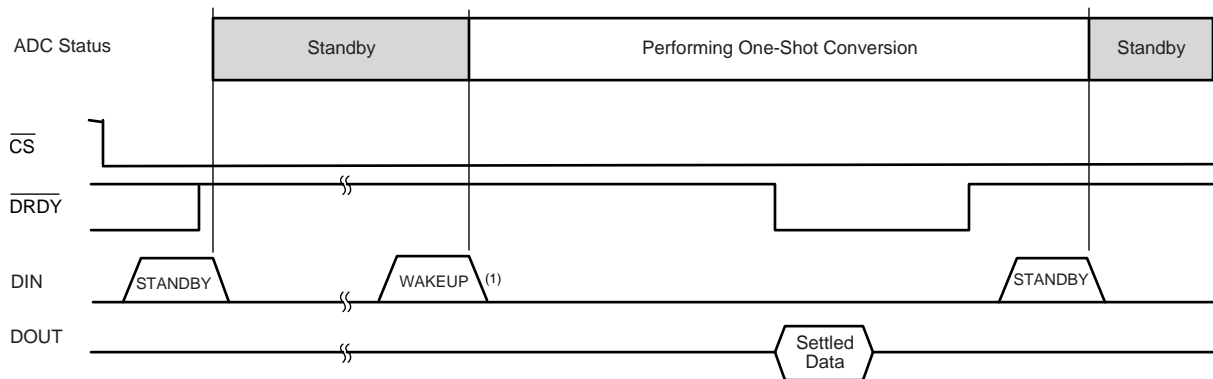 ADC Status
Standby
Performing One-Shot Conversion
Standby
CS
DRDY
DIN
STANDBY
WAKEUP (1)
STANDBY
DOUT
Settled
Data